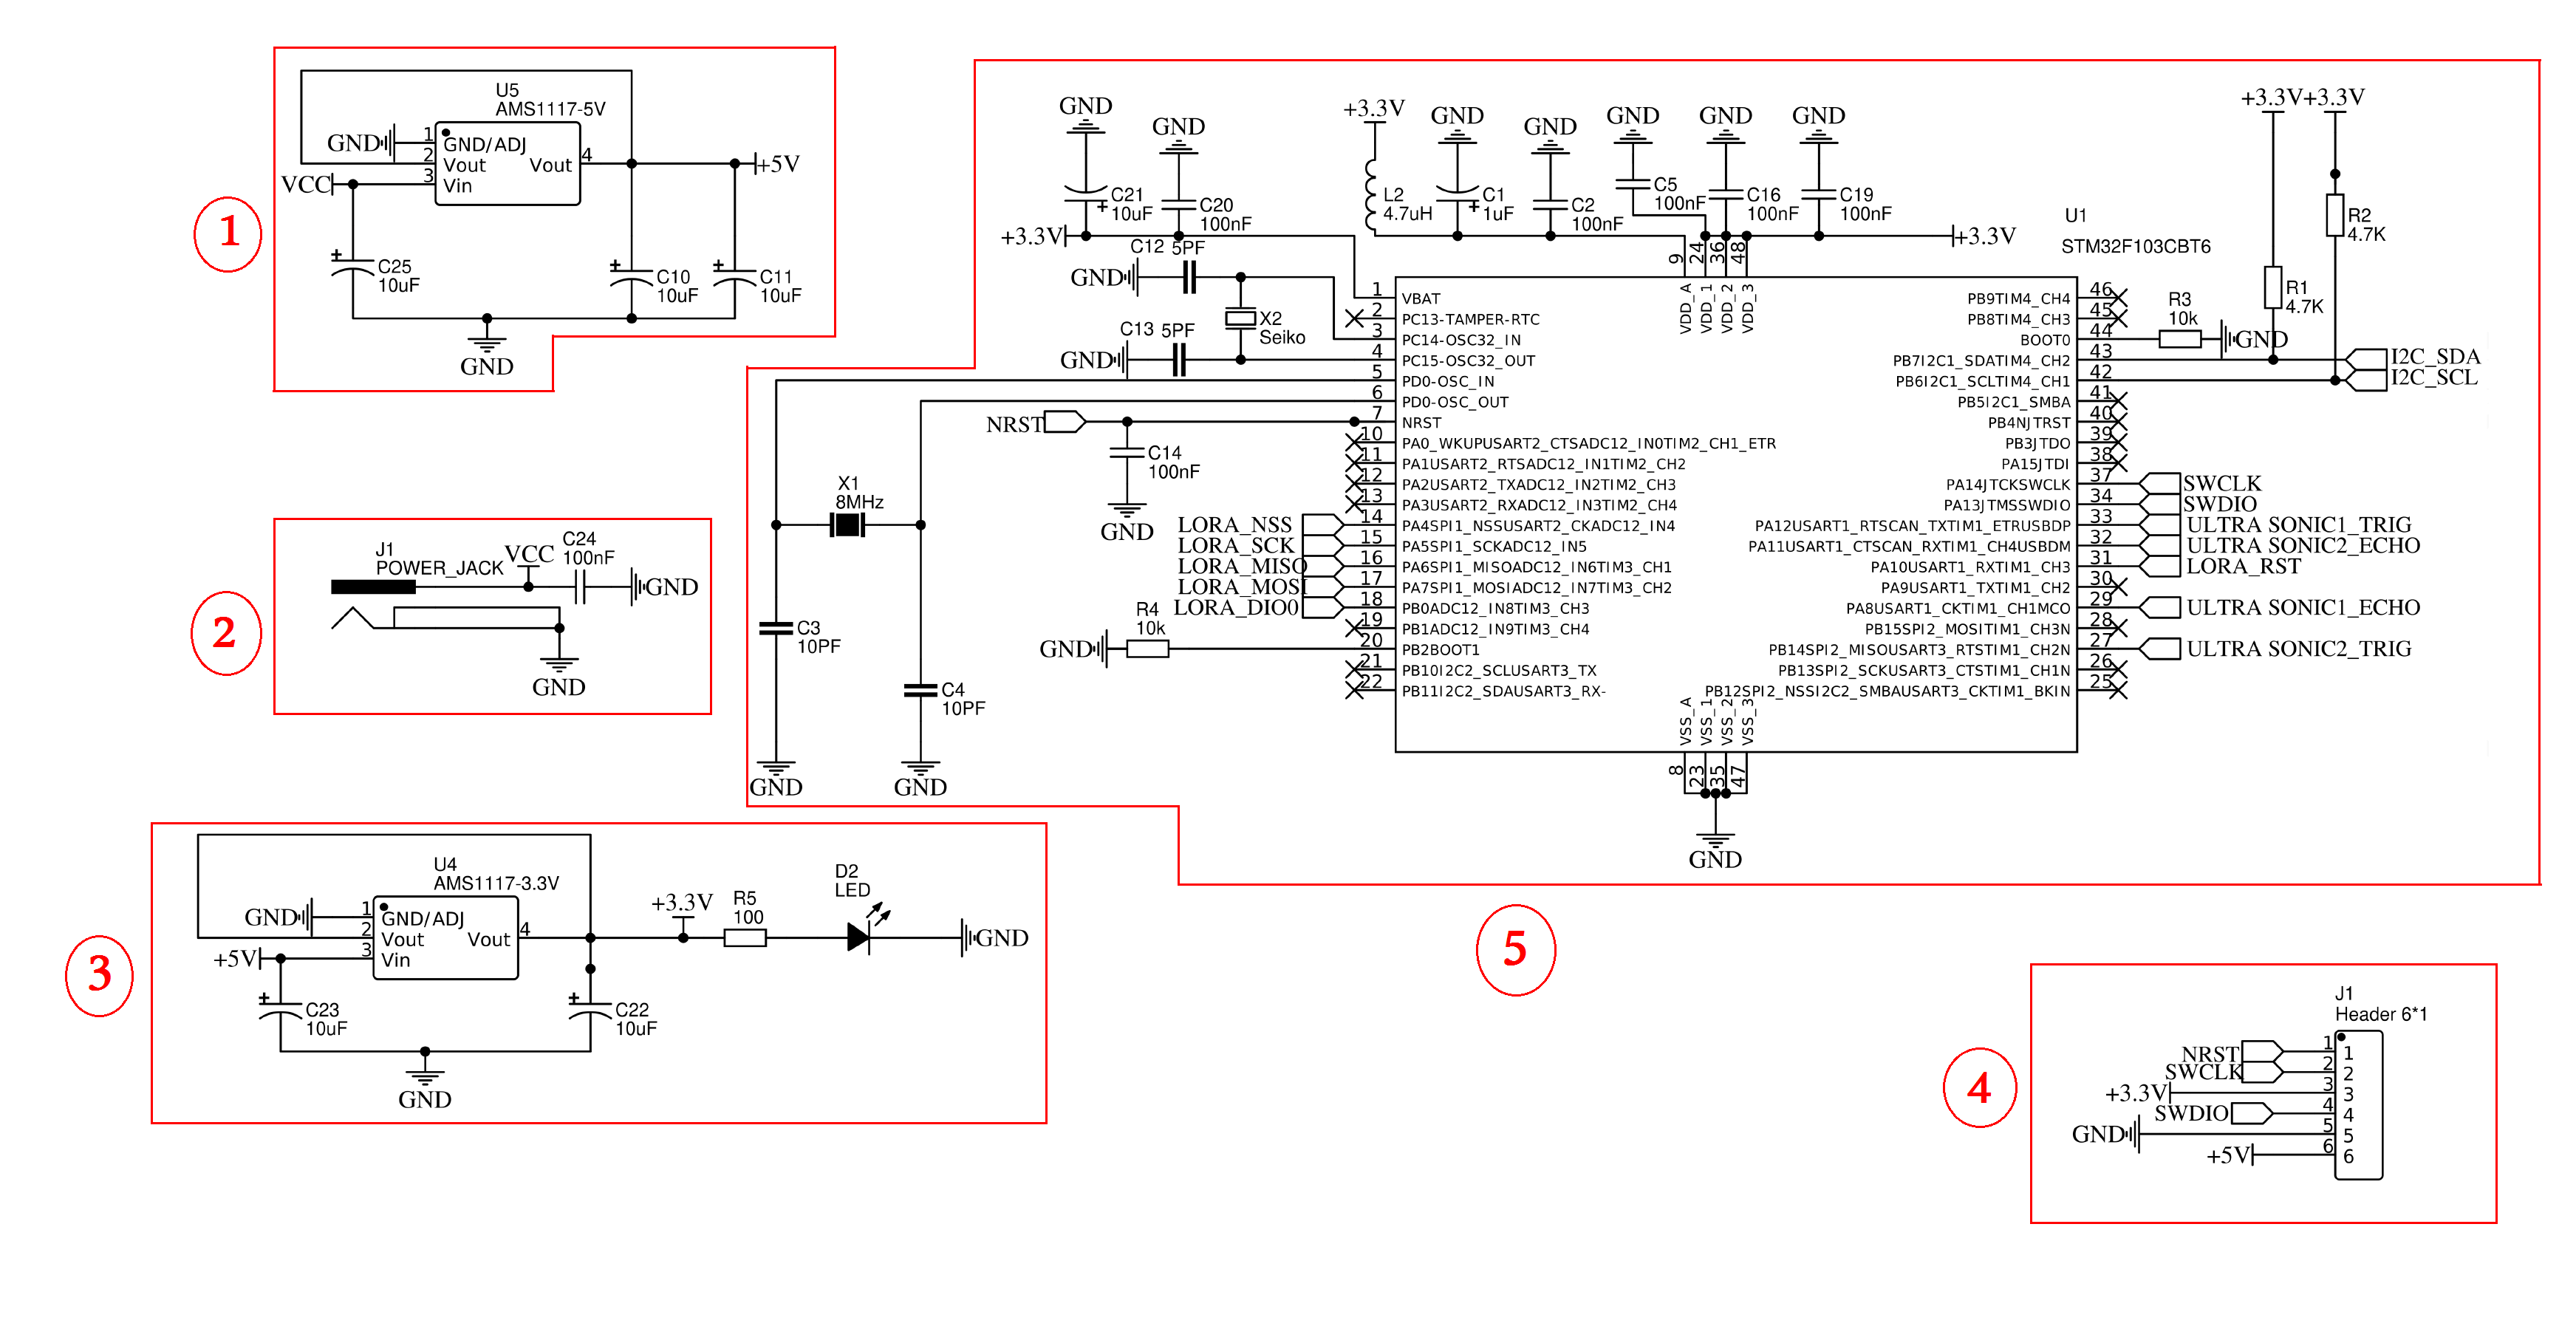 U5
AMS1117-5V
GND
1
GND/ADJ
2
Vout
Vout
4
+5V
VCC
3
Vin
C25
10uF
C10
10uF
C11
10uF
GND
1
J1
POWER_JACK
VCC
C24
100nF
GND
GND
2
U4
AMS1117-3.3V
GND
1
GND/ADJ
2
Vout
Vout
4
+5V
3
Vin
+3.3V
R5
100
D2
LED
GND
C23
10uF
C22
10uF
GND
3
GND
C21
10uF
GND
C20
100nF
+3.3V
+3.3V
L2
4.7uH
GND
C1
1uF
GND
C2
100nF
GND
C5
100nF
GND
C16
100nF
GND
C19
100nF
+3.3V
+3.3V
+3.3V
R2
4.7K
R1
4.7K
U1
STM32F103CBT6
C12
5PF
GND
C13
5PF
GND
X2
Seiko
9
24
36
48
VDD_A
VDD_1
VDD_2
VDD_3
1
VBAT
2
PC13-TAMPER-RTC
3
PC14-OSC32_IN
4
PC15-OSC32_OUT
5
PD0-OSC_IN
6
PD0-OSC_OUT
NRST
7
NRST
10
PA0_WKUPUSART2_CTSADC12_IN0TIM2_CH1_ETR
11
PA1USART2_RTSADC12_IN1TIM2_CH2
12
PA2USART2_TXADC12_IN2TIM2_CH3
13
PA3USART2_RXADC12_IN3TIM2_CH4
LORA_NSS
14
PA4SPI1_NSSUSART2_CKADC12_IN4
LORA_SCK
15
PA5SPI1_SCKADC12_IN5
LORA_MISO
16
PA6SPI1_MISOADC12_IN6TIM3_CH1
LORA_MOSI
17
PA7SPI1_MOSIADC12_IN7TIM3_CH2
LORA_DIO0
18
PB0ADC12_IN8TIM3_CH3
19
PB1ADC12_IN9TIM3_CH4
GND
R4
10k
20
PB2BOOT1
21
PB10I2C2_SCLUSART3_TX
22
PB11I2C2_SDAUSART3_RX-
C14
100nF
GND
X1
8MHz
C3
10PF
GND
C4
10PF
GND
PB9TIM4_CH4
46
PB8TIM4_CH3
45
BOOT0
44
R3
10k
GND
PB7I2C1_SDATIM4_CH2
43
I2C_SDA
PB6I2C1_SCLTIM4_CH1
42
I2C_SCL
PB5I2C1_SMBA
41
PB4NJTRST
40
PB3JTDO
39
PA15JTDI
38
PA14JTCKSWCLK
37
SWCLK
PA13JTMSSWDIO
34
SWDIO
PA12USART1_RTSCAN_TXTIM1_ETRUSBDP
33
ULTRA SONIC1_TRIG
PA11USART1_CTSCAN_RXTIM1_CH4USBDM
32
ULTRA SONIC2_ECHO
PA10USART1_RXTIM1_CH3
31
LORA_RST
PA9USART1_TXTIM1_CH2
30
PA8USART1_CKTIM1_CH1MCO
29
ULTRA SONIC1_ECHO
PB15SPI2_MOSITIM1_CH3N
28
PB14SPI2_MISOUSART3_RTSTIM1_CH2N
27
ULTRA SONIC2_TRIG
PB13SPI2_SCKUSART3_CTSTIM1_CH1N
26
PB12SPI2_NSSI2C2_SMBAUSART3_CKTIM1_BKIN
25
VSS_A
VSS_1
VSS_2
VSS_3
8
23
35
47
GND
5
J1
Header 6*1
NRST
1
1
SWCLK
2
2
+3.3V
3
3
SWDIO
4
4
GND
5
5
+5V
6
6
4